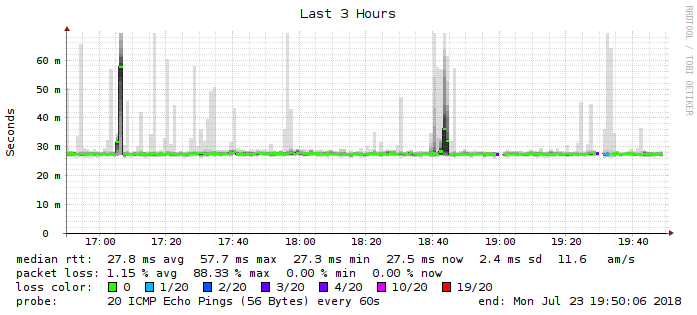 Last 3 Hours
RRDTOOL / TOBI OETIKER
Seconds
60 m
50 m
40 m
30 m
20 m
10 m
0
17:00 17:20 17:40 18:00 18:20 18:40 19:00 19:20 19:40
median rtt: 27.8 ms avg 57.7 ms max 27.3 ms min 27.5 ms now 2.4 ms sd 11.6 am/s
packet loss: 1.15 % avg 88.33 % max 0.00 % min 0.00 % now
loss color: 0 1/20 2/20 3/20 4/20 10/20 19/20
probe: 20 ICMP Echo Pings (56 Bytes) every 60s end: Mon Jul 23 19:50:06 2018